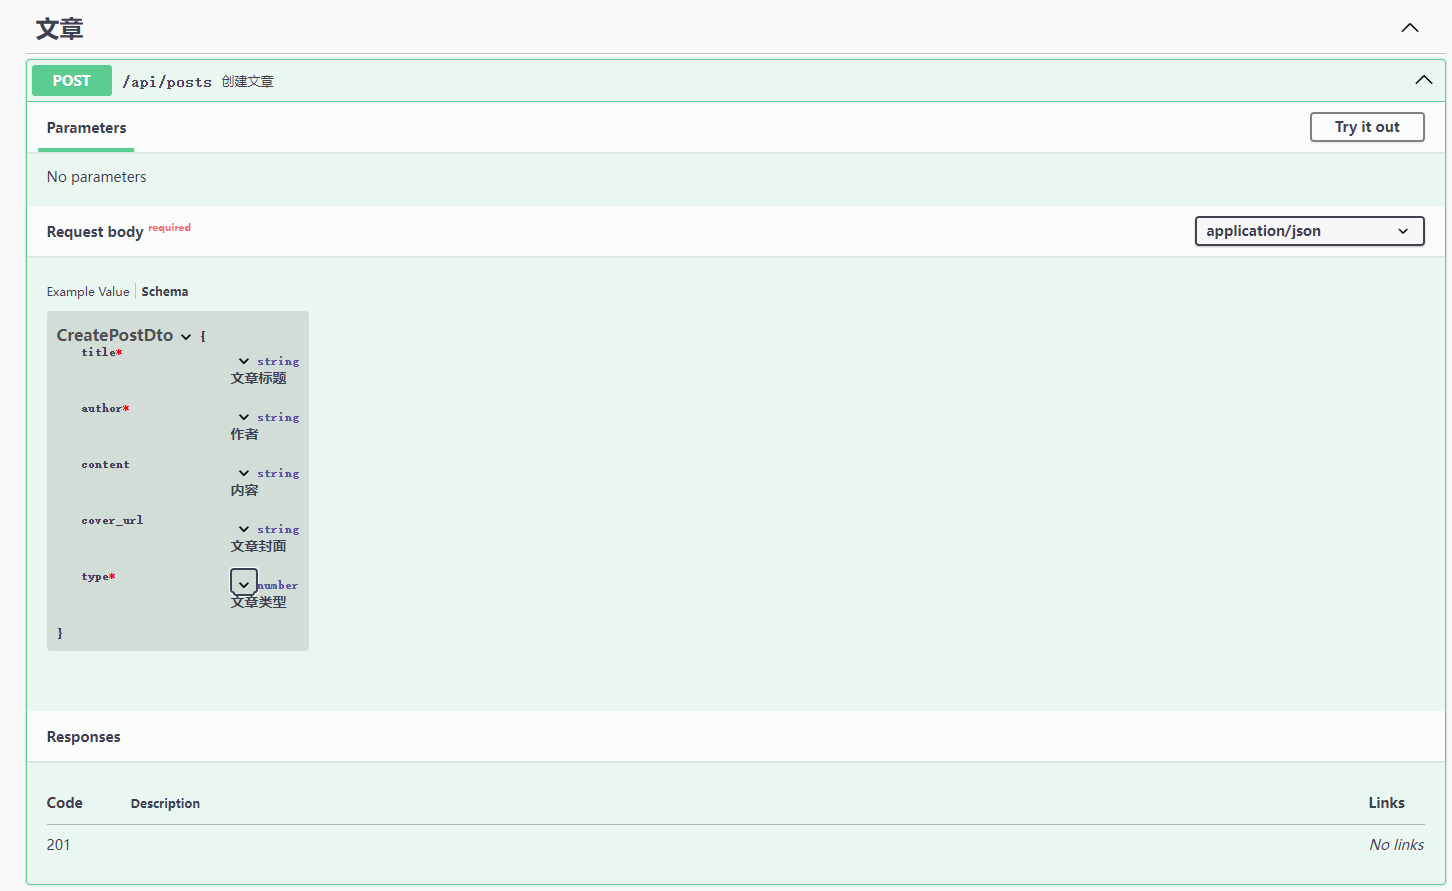 文章
POST /api/posts 创建文章
Parameters Try it out
No parameters
Request body required application/json
Example Value Schema
CreatePostDto {
title* string
文章标题
author* string
作者
content string
内容
cover_url string
文章封面
type* number
文章类型
}
Responses
Code Description Links
201 No links